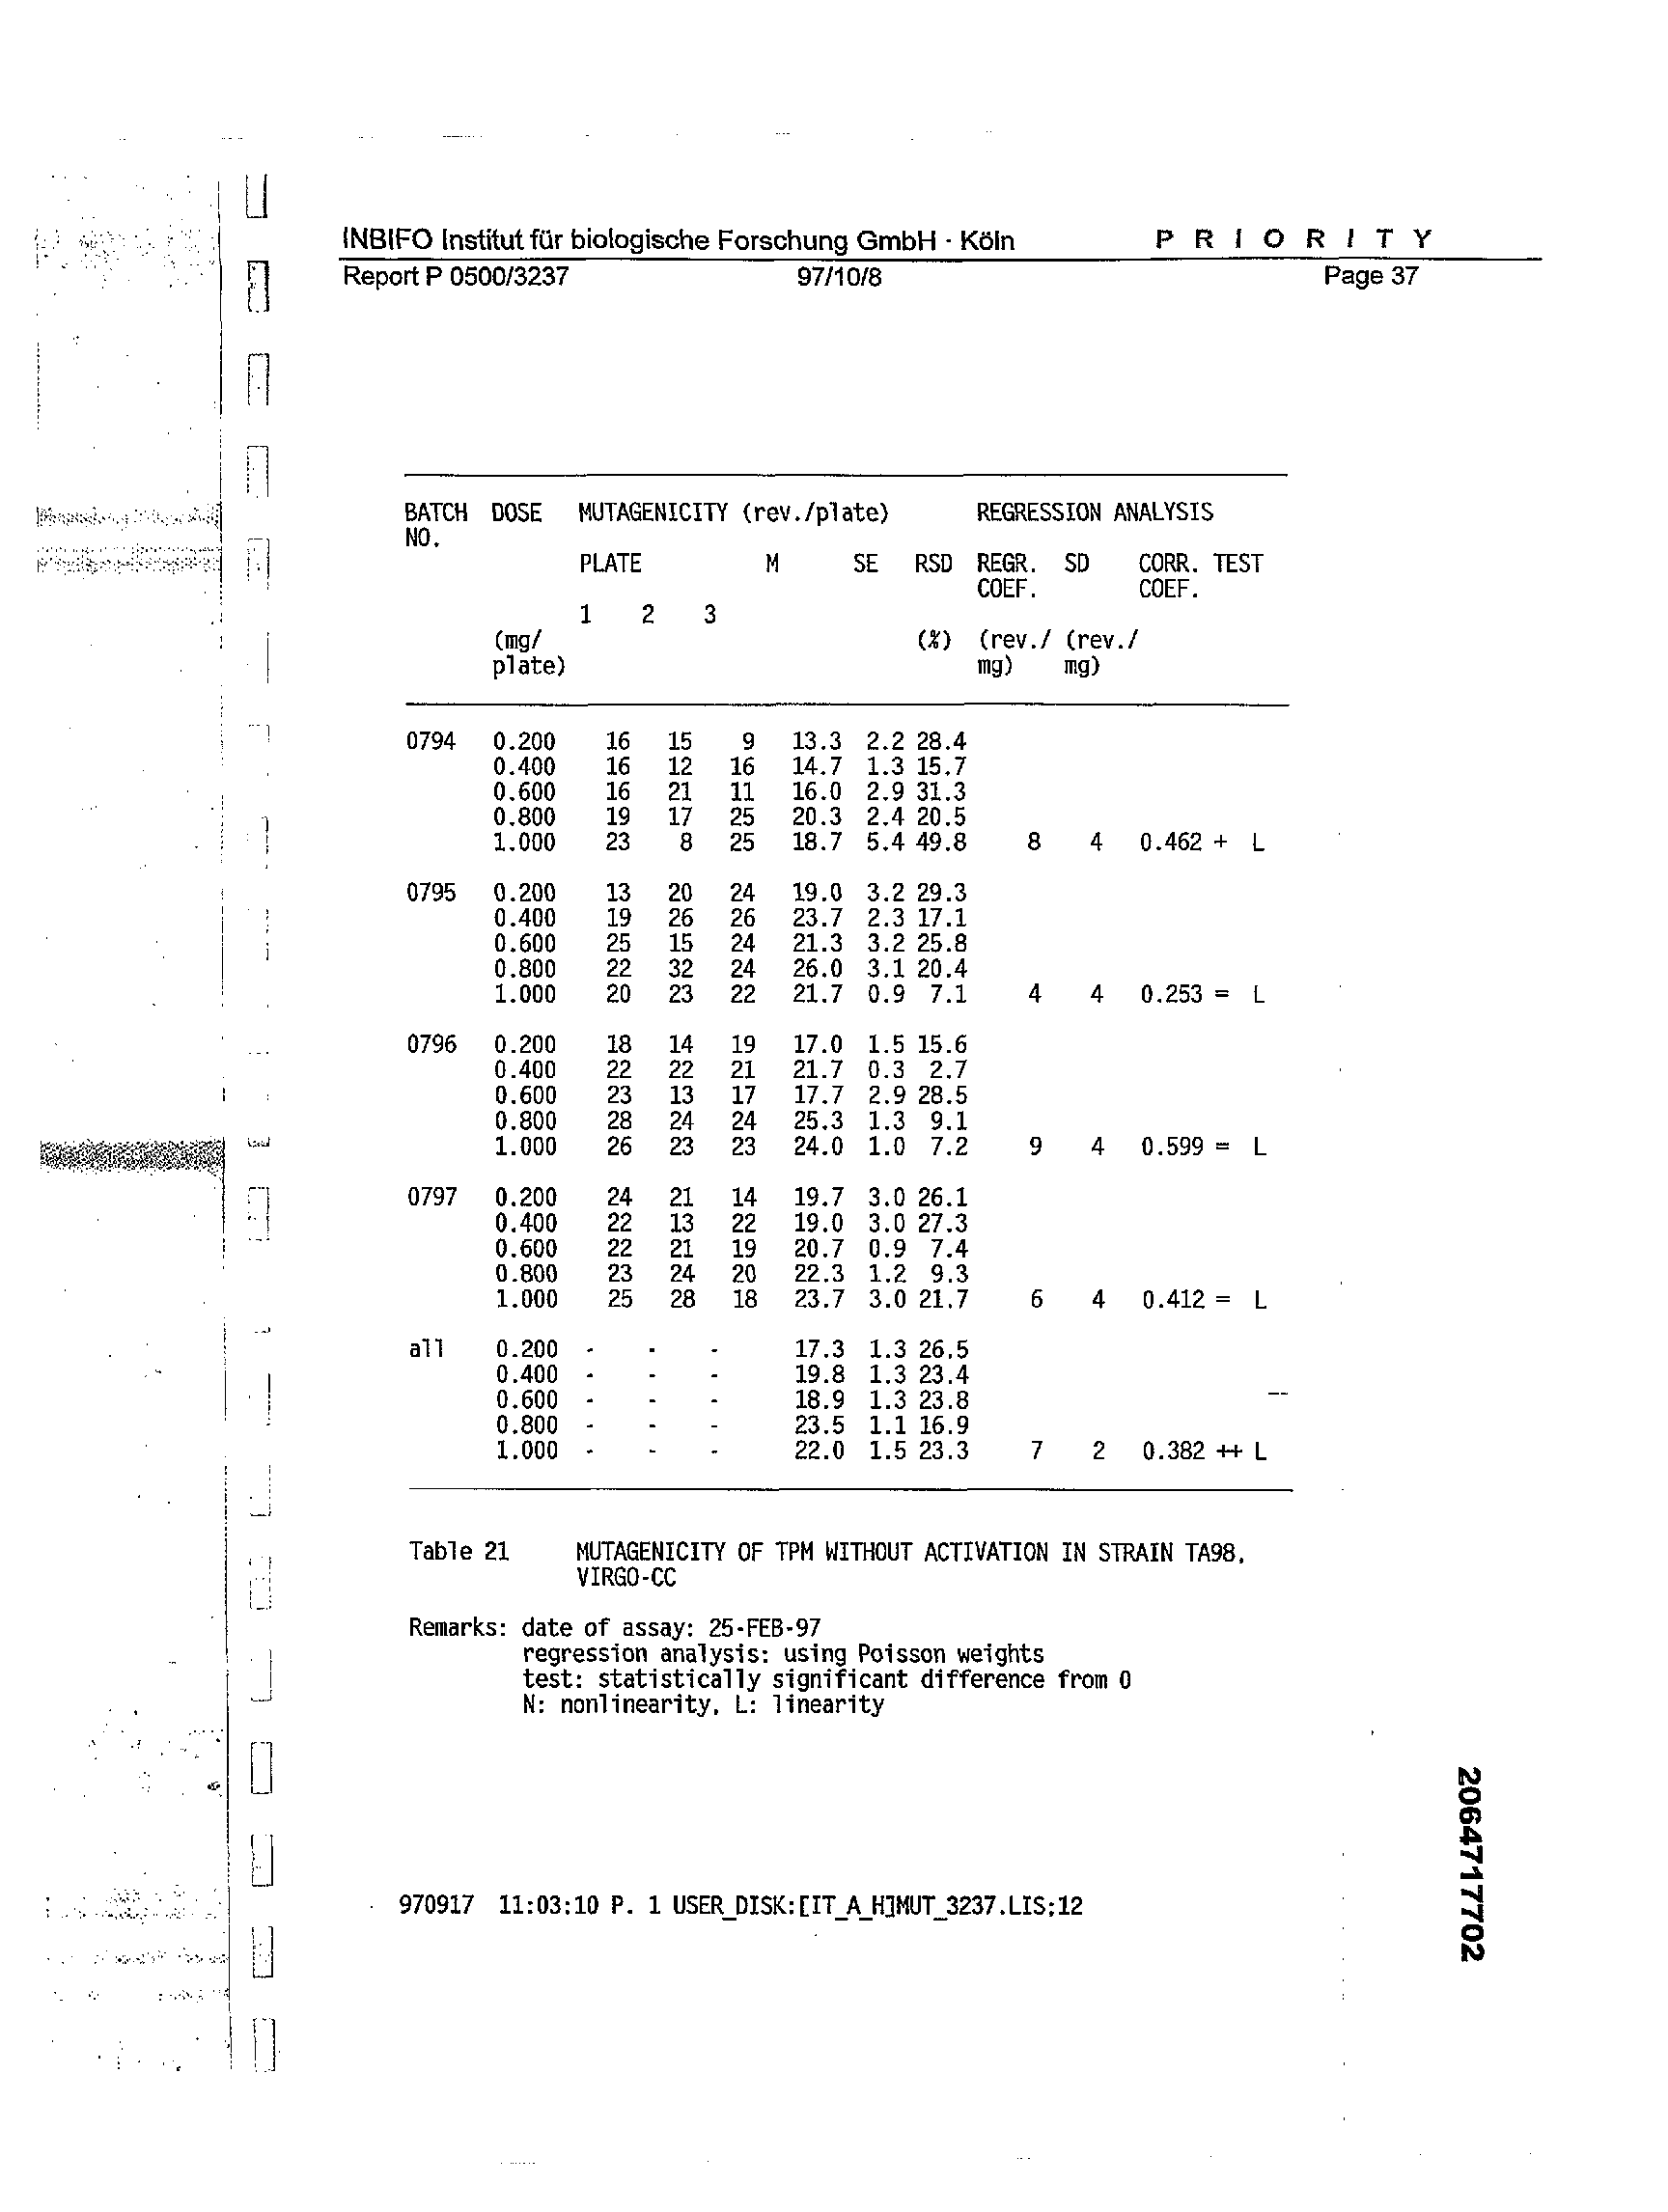 INBIFO Institut für biologische Forschung GmbH · Köln P R I O R I T Y
Report P 0500/3237 97/10/8 Page 37
BATCH DOSE MUTAGENICITY (rev./plate) REGRESSION ANALYSIS
NO.
PLATE M SE RSD REGR. SD CORR. TEST
COEF. COEF.
1 2 3
(mg/ (%) (rev./ (rev./
plate) mg) mg)
0794 0.200 16 15 9 13.3 2.2 28.4
0.400 16 12 16 14.7 1.3 15.7
0.600 16 21 11 16.0 2.9 31.3
0.800 19 17 25 20.3 2.4 20.5
1.000 23 8 25 18.7 5.4 49.8 8 4 0.462 + L
0795 0.200 13 20 24 19.0 3.2 29.3
0.400 19 26 26 23.7 2.3 17.1
0.600 25 15 24 21.3 3.2 25.8
0.800 22 32 24 26.0 3.1 20.4
1.000 20 23 22 21.7 0.9 7.1 4 4 0.253 = L
0796 0.200 18 14 19 17.0 1.5 15.6
0.400 22 22 21 21.7 0.3 2.7
0.600 23 13 17 17.7 2.9 28.5
0.800 28 24 24 25.3 1.3 9.1
1.000 26 23 23 24.0 1.0 7.2 9 4 0.599 = L
0797 0.200 24 21 14 19.7 3.0 26.1
0.400 22 13 22 19.0 3.0 27.3
0.600 22 21 19 20.7 0.9 7.4
0.800 23 24 20 22.3 1.2 9.3
1.000 25 28 18 23.7 3.0 21.7 6 4 0.412 = L
all 0.200 - - - 17.3 1.3 26.5
0.400 - - - 19.8 1.3 23.4
0.600 - - - 18.9 1.3 23.8
0.800 - - - 23.5 1.1 16.9
1.000 - - - 22.0 1.5 23.3 7 2 0.382 ++ L
Table 21 MUTAGENICITY OF TPM WITHOUT ACTIVATION IN STRAIN TA98,
VIRGO-CC
Remarks: date of assay: 25-FEB-97
regression analysis: using Poisson weights
test: statistically significant difference from 0
N: nonlinearity, L: linearity
2064717702
970917 11:03:10 P. 1 USER_DISK:[IT_A_H]MUT_3237.LIS;12